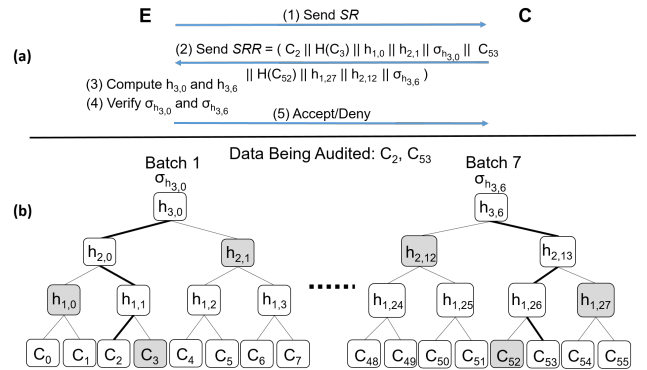 E (1) Send SR C
(a) (2) Send SRR = ( C2 || H(C3) || h1,0 || h2,1 || σh3,0 || C53
|| H(C52) || h1,27 || h2,12 || σh3,6 )
(3) Compute h3,0 and h3,6
(4) Verify σh3,0 and σh3,6
(5) Accept/Deny
Data Being Audited: C2, C53
Batch 1 Batch 7
σh3,0 σh3,6
(b) h3,0 h3,6
h2,0 h2,1 h2,12 h2,13
h1,0 h1,1 h1,2 h1,3 h1,24 h1,25 h1,26 h1,27
C0 C1 C2 C3 C4 C5 C6 C7 C48 C49 C50 C51 C52 C53 C54 C55